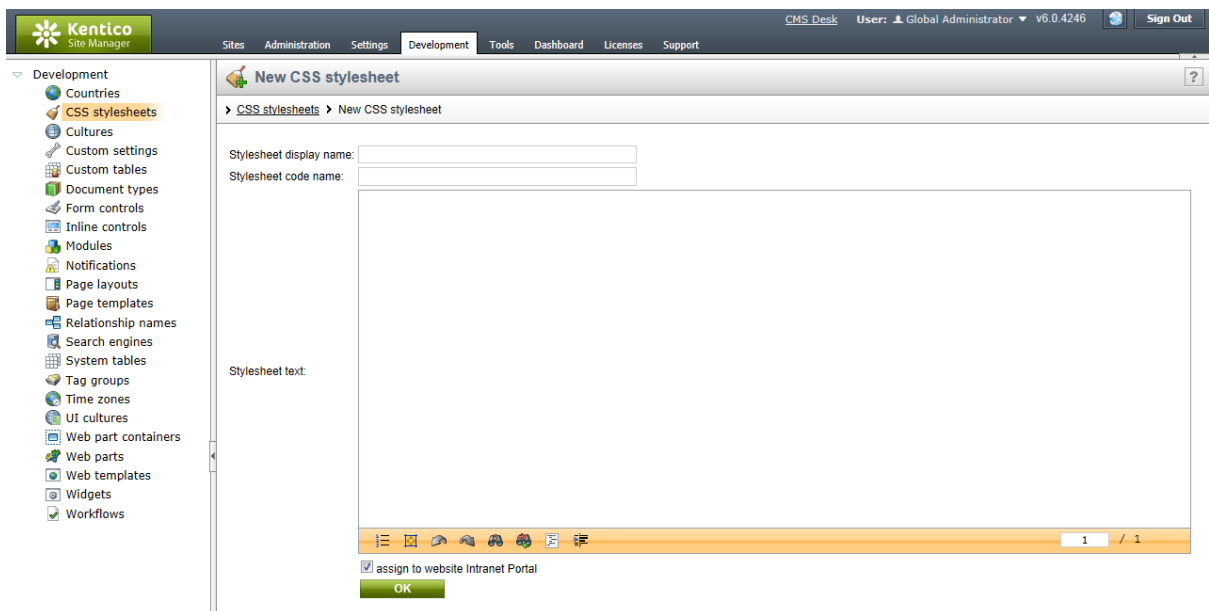 Kentico
Site Manager
CMS Desk User: Global Administrator v6.0.4246 Sign Out
Sites Administration Settings Development Tools Dashboard Licenses Support
Development
Countries
CSS stylesheets
Cultures
Custom settings
Custom tables
Document types
Form controls
Inline controls
Modules
Notifications
Page layouts
Page templates
Relationship names
Search engines
System tables
Tag groups
Time zones
UI cultures
Web part containers
Web parts
Web templates
Widgets
Workflows
New CSS stylesheet ?
CSS stylesheets New CSS stylesheet
Stylesheet display name:
Stylesheet code name:
Stylesheet text:
1 / 1
assign to website Intranet Portal
OK